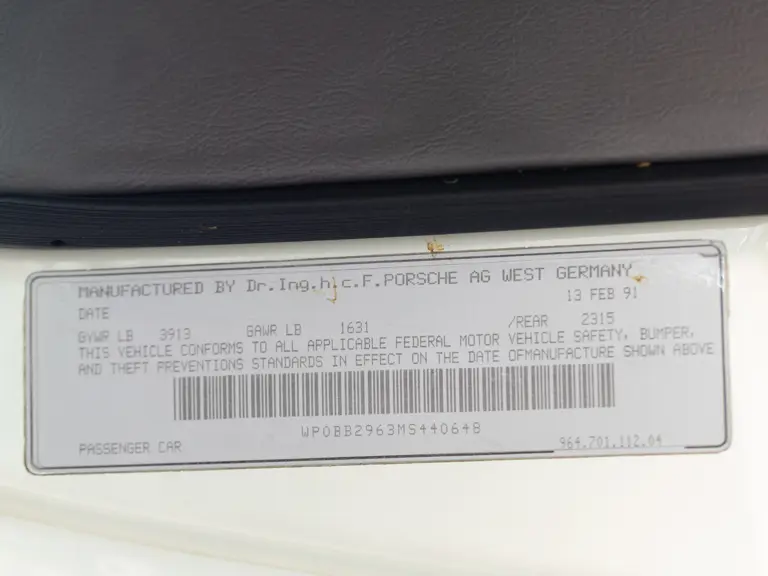 MANUFACTURED BY Dr.Ing.h.c.F.PORSCHE AG WEST GERMANY
DATE 13 FEB 91
GVWR LB 3913 GAWR LB 1631 /REAR 2315
THIS VEHICLE CONFORMS TO ALL APPLICABLE FEDERAL MOTOR VEHICLE SAFETY, BUMPER,
AND THEFT PREVENTIONS STANDARDS IN EFFECT ON THE DATE OFMANUFACTURE SHOWN ABOVE
WP0BB2963MS440648
PASSENGER CAR 964.701.112.04